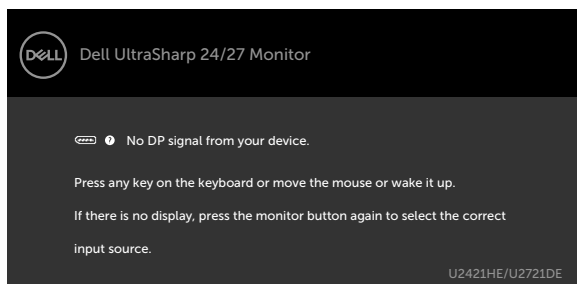 DELL Dell UltraSharp 24/27 Monitor
No DP signal from your device.
Press any key on the keyboard or move the mouse or wake it up.
If there is no display, press the monitor button again to select the correct
input source.
U2421HE/U2721DE